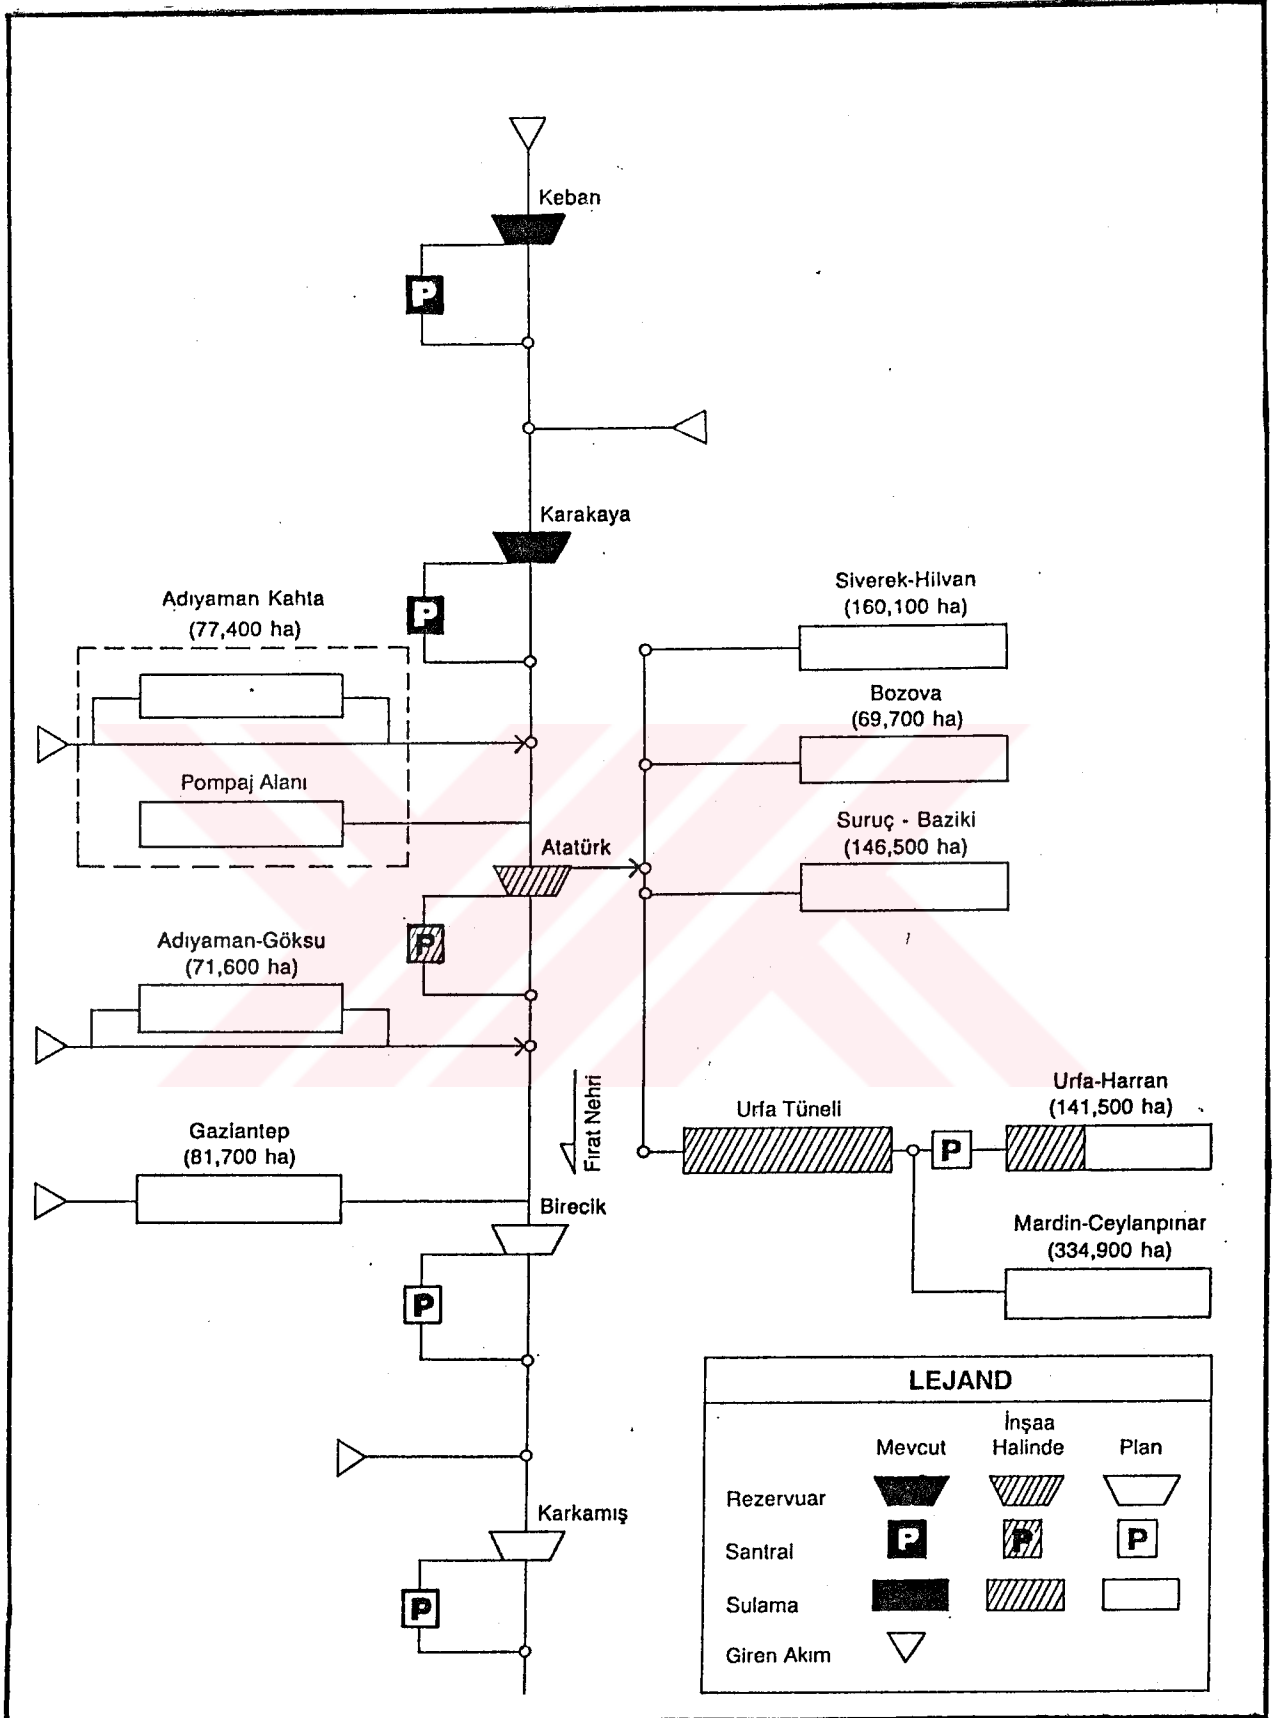 Keban
P
Karakaya
P
Adıyaman Kahta
(77,400 ha)
Pompaj Alanı
Siverek-Hilvan
(160,100 ha)
Bozova
(69,700 ha)
Suruç - Baziki
(146,500 ha)
Atatürk
P
Adıyaman-Göksu
(71,600 ha)
Fırat Nehri
Urfa Tüneli
P
Urfa-Harran
(141,500 ha)
Mardin-Ceylanpınar
(334,900 ha)
Gaziantep
(81,700 ha)
Birecik
P
Karkamış
P
LEJAND
Mevcut
İnşaa
Halinde
Plan
Rezervuar
Santral
P
P
P
Sulama
Giren Akım